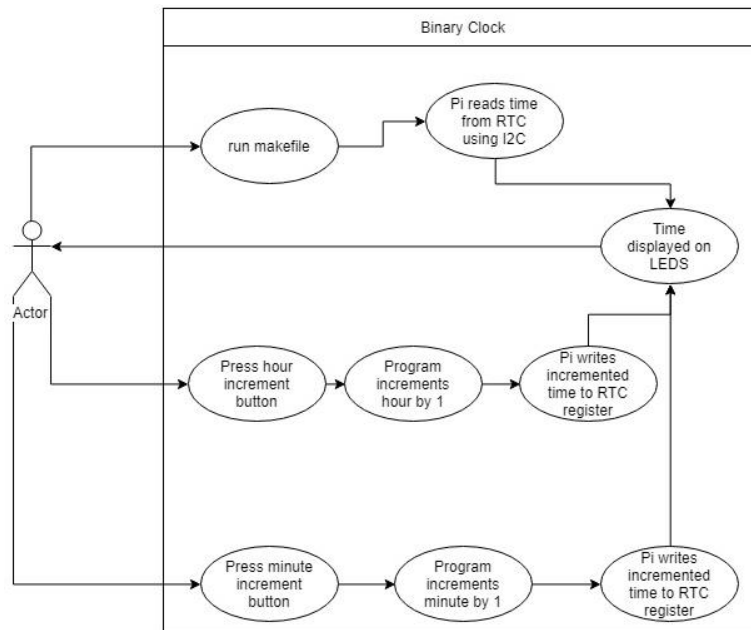 Binary Clock
run makefile
Pi reads time
from RTC
using I2C
Time
displayed on
LEDS
Actor
Press hour
increment
button
Program
increments
hour by 1
Pi writes
incremented
time to RTC
register
Press minute
increment
button
Program
increments
minute by 1
Pi writes
incremented
time to RTC
register